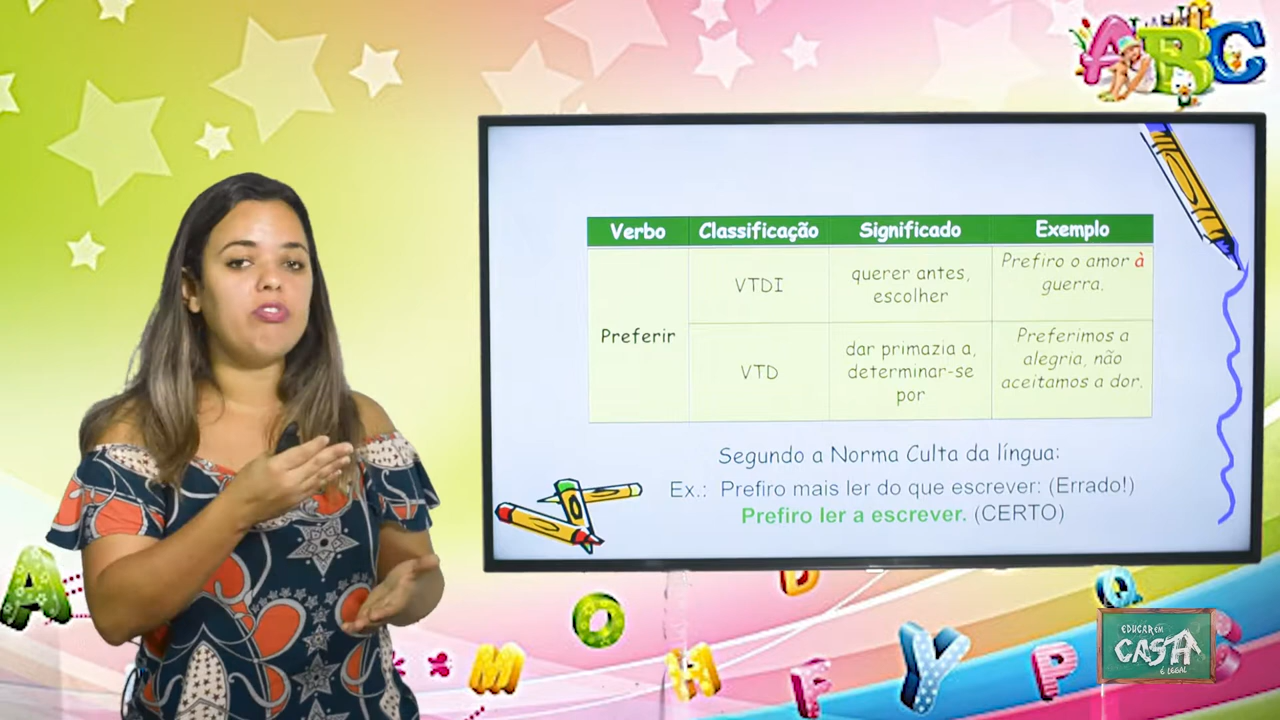 ABC
Verbo Classificação Significado Exemplo
Preferir
VTDI
querer antes,
escolher
Prefiro o amor à
guerra.
VTD
dar primazia a,
determinar-se
por
Preferimos a
alegria, não
aceitamos a dor.
Segundo a Norma Culta da língua:
Ex.: Prefiro mais ler do que escrever: (Errado!)
Prefiro ler a escrever. (CERTO)
A
M
O
H
D
F
Y
P
Q
EDUCAR EM
CASA
É LEGAL